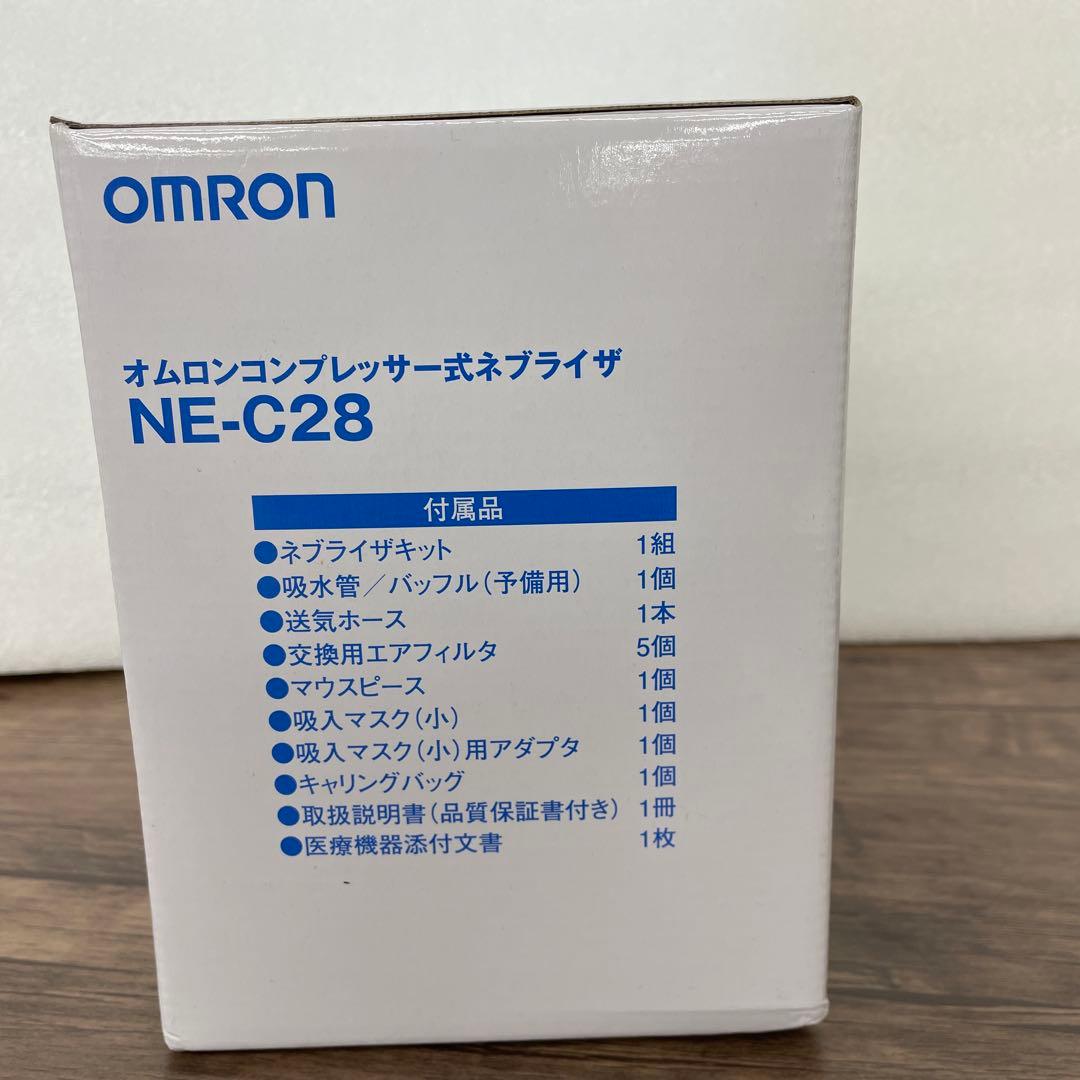 OMRON
オムロンコンプレッサー式ネブライザ
NE-C28
付属品
●ネブライザキット 1組
●吸水管／バッフル（予備用） 1個
●送気ホース 1本
●交換用エアフィルタ 5個
●マウスピース 1個
●吸入マスク（小） 1個
●吸入マスク（小）用アダプタ 1個
●キャリングバッグ 1個
●取扱説明書（品質保証書付き） 1冊
●医療機器添付文書 1枚